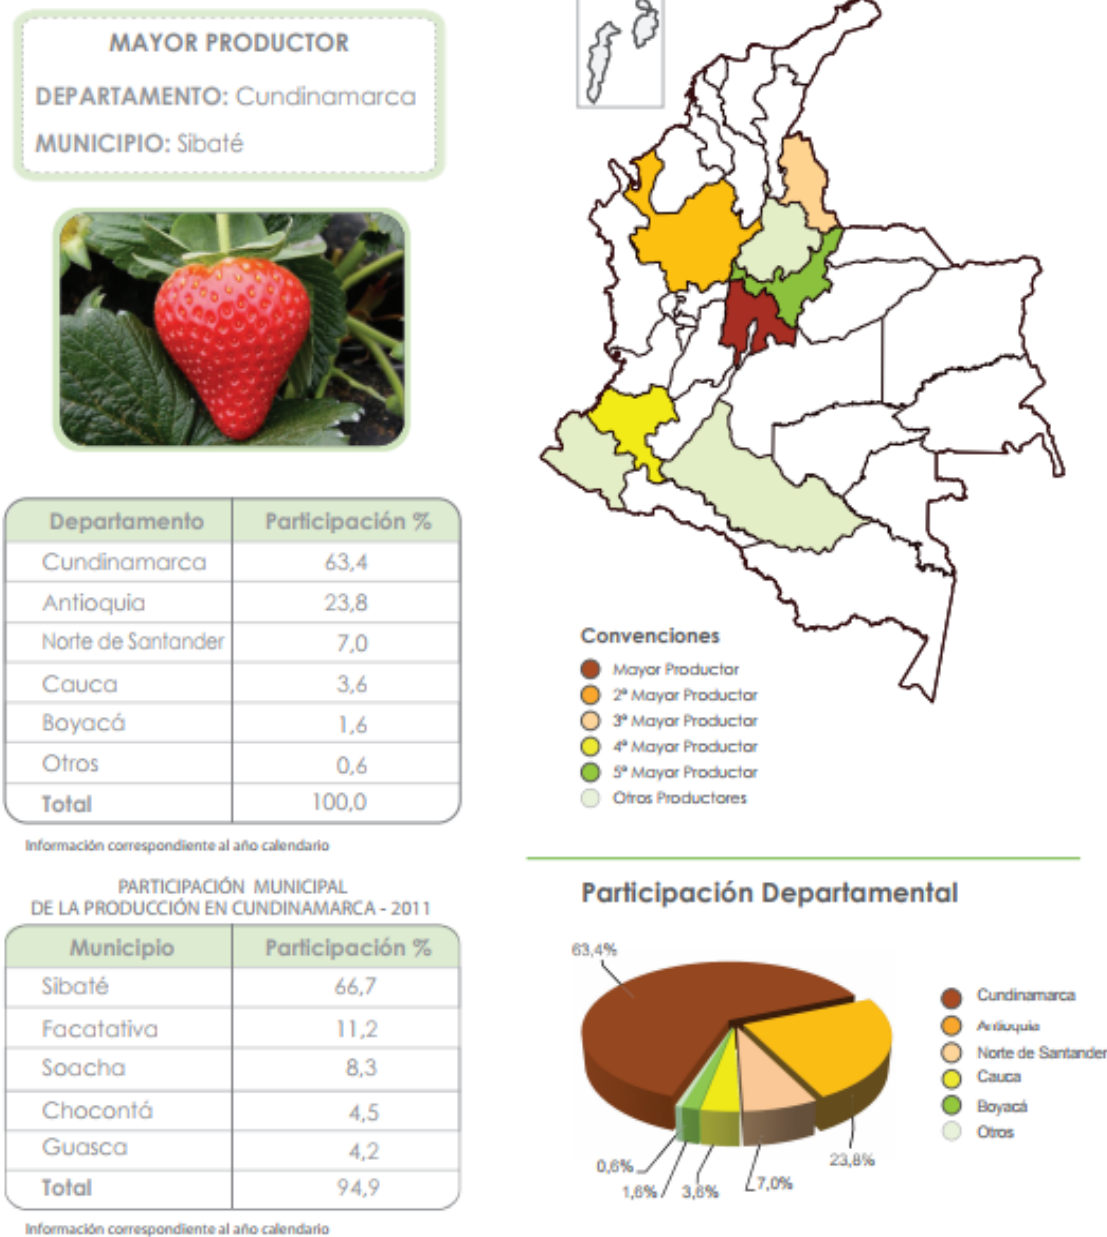 MAYOR PRODUCTOR
DEPARTAMENTO: Cundinamarca
MUNICIPIO: Sibaté
Departamento Participación %
Cundinamarca 63,4
Antioquia 23,8
Norte de Santander 7,0
Cauca 3,6
Boyacá 1,6
Otros 0,6
Total 100,0
Información correspondiente al año calendario
PARTICIPACIÓN MUNICIPAL
DE LA PRODUCCIÓN EN CUNDINAMARCA - 2011
Municipio Participación %
Sibaté 66,7
Facatativa 11,2
Soacha 8,3
Chocontá 4,5
Guasca 4,2
Total 94,9
Información correspondiente al año calendario
Convenciones
Mayor Productor
2ª Mayor Productor
3ª Mayor Productor
4ª Mayor Productor
5ª Mayor Productor
Otros Productores
Participación Departamental
63,4%
0,6%
1,6%
3,6%
7,0%
23,8%
Cundinamarca
Antioquia
Norte de Santander
Cauca
Boyacá
Otros